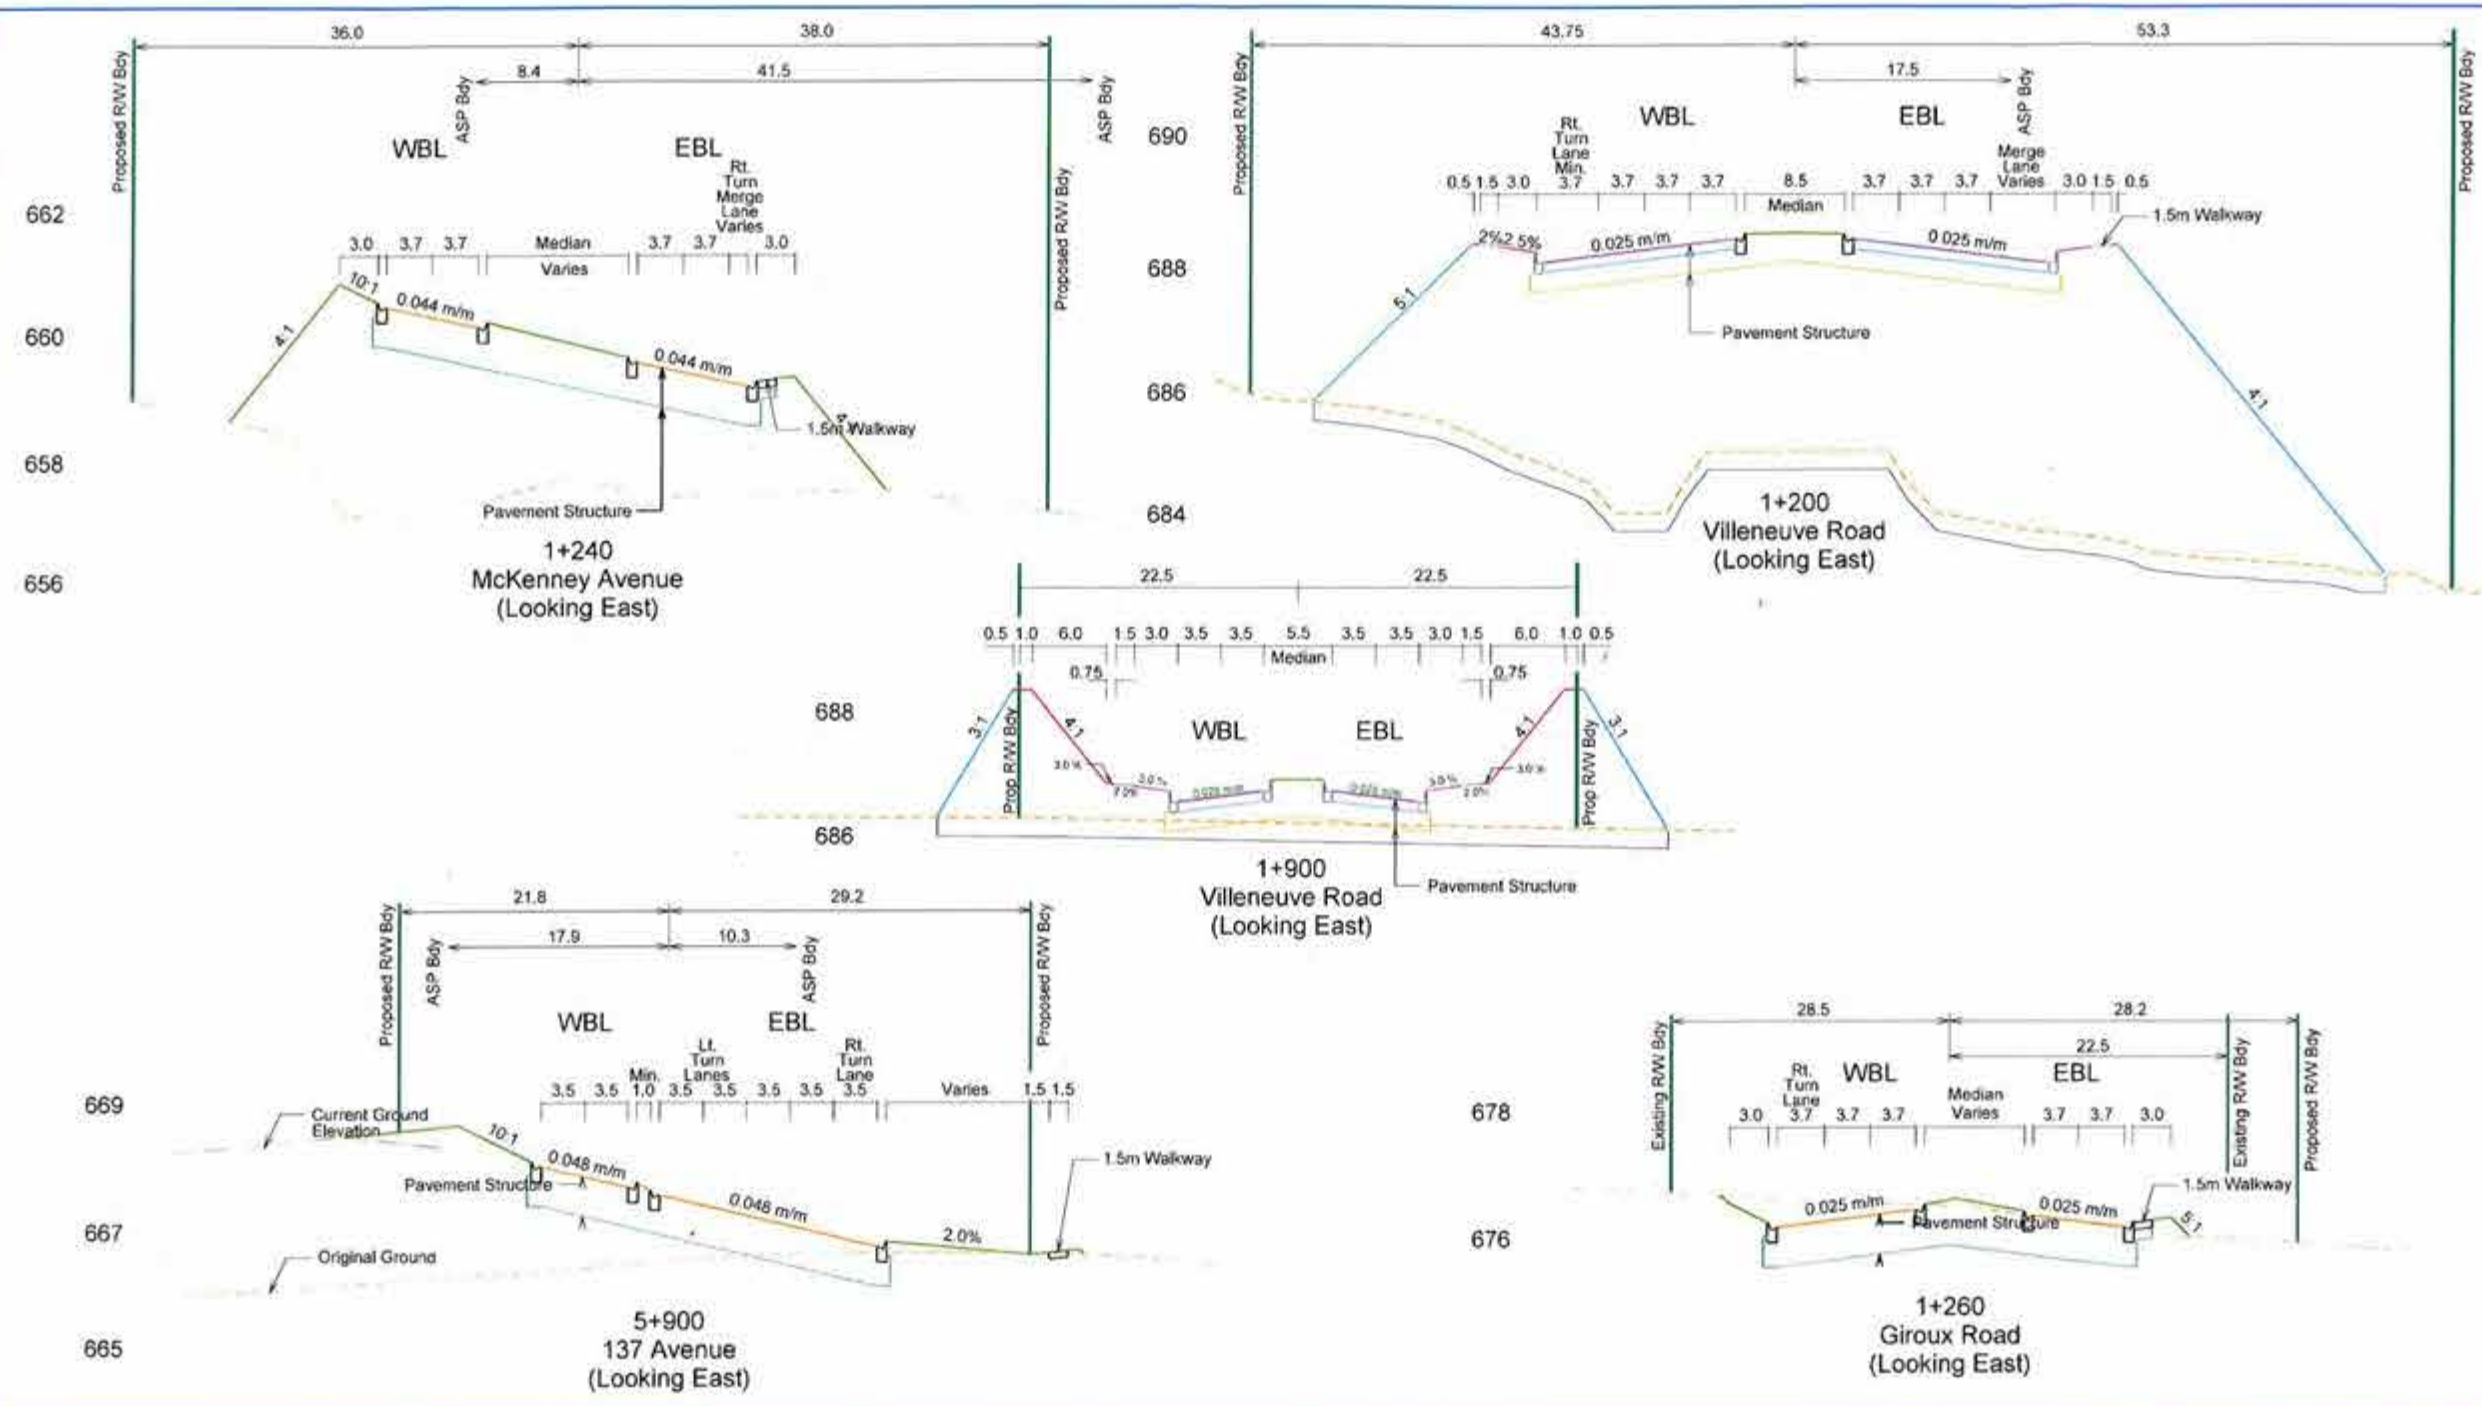 36.0
38.0
8.4
41.5
Proposed R/W Bdy
ASP Bdy
ASP Bdy
Proposed R/W Bdy
WBL
EBL
Rt.
Turn
Merge
Lane
Varies
3.0 3.7 3.7 Median 3.7 3.7 3.0
Varies
662
660
658
656
10:1
0.044 m/m
4:1
0.044 m/m
1.5m Walkway
Pavement Structure
1+240
McKenney Avenue
(Looking East)
43.75
53.3
17.5
Proposed R/W Bdy
ASP Bdy
Proposed R/W Bdy
WBL
EBL
Rt.
Turn
Lane
Min.
Merge
Lane
Varies
0.5 1.5 3.0 3.7 3.7 3.7 3.7 8.5 3.7 3.7 3.7 3.0 1.5 0.5
Median
690
688
686
684
1.5m Walkway
2% 2.5% 0.025 m/m 0.025 m/m
5:1
4:1
Pavement Structure
1+200
Villeneuve Road
(Looking East)
22.5
22.5
0.5 1.0 6.0 1.5 3.0 3.5 3.5 5.5 3.5 3.5 3.0 1.5 6.0 1.0 0.5
Median
0.75
0.75
688
686
3:1
Prop R/W Bdy
4:1
WBL
EBL
4:1
Prop R/W Bdy
3:1
3.0%
3.0%
3.0%
3.0%
2.0%
Pavement Structure
1+900
Villeneuve Road
(Looking East)
21.8
29.2
17.9
10.3
Proposed R/W Bdy
ASP Bdy
ASP Bdy
Proposed R/W Bdy
WBL
EBL
Min.
Lt.
Turn
Lanes
Rt.
Turn
Lane
3.5 3.5 1.0 3.5 3.5 3.5 3.5 3.5 Varies 1.5 1.5
669
667
665
Current Ground
Elevation
10:1
0.048 m/m
Pavement Structure
0.048 m/m
2.0%
1.5m Walkway
Original Ground
5+900
137 Avenue
(Looking East)
28.5
28.2
22.5
Existing R/W Bdy
Existing R/W Bdy
Proposed R/W Bdy
WBL
EBL
Rt.
Turn
Lane
Median
Varies
3.0 3.7 3.7 3.7 3.7 3.7 3.0
678
676
0.025 m/m
0.025 m/m
1.5m Walkway
5:1
Pavement Structure
1+260
Giroux Road
(Looking East)